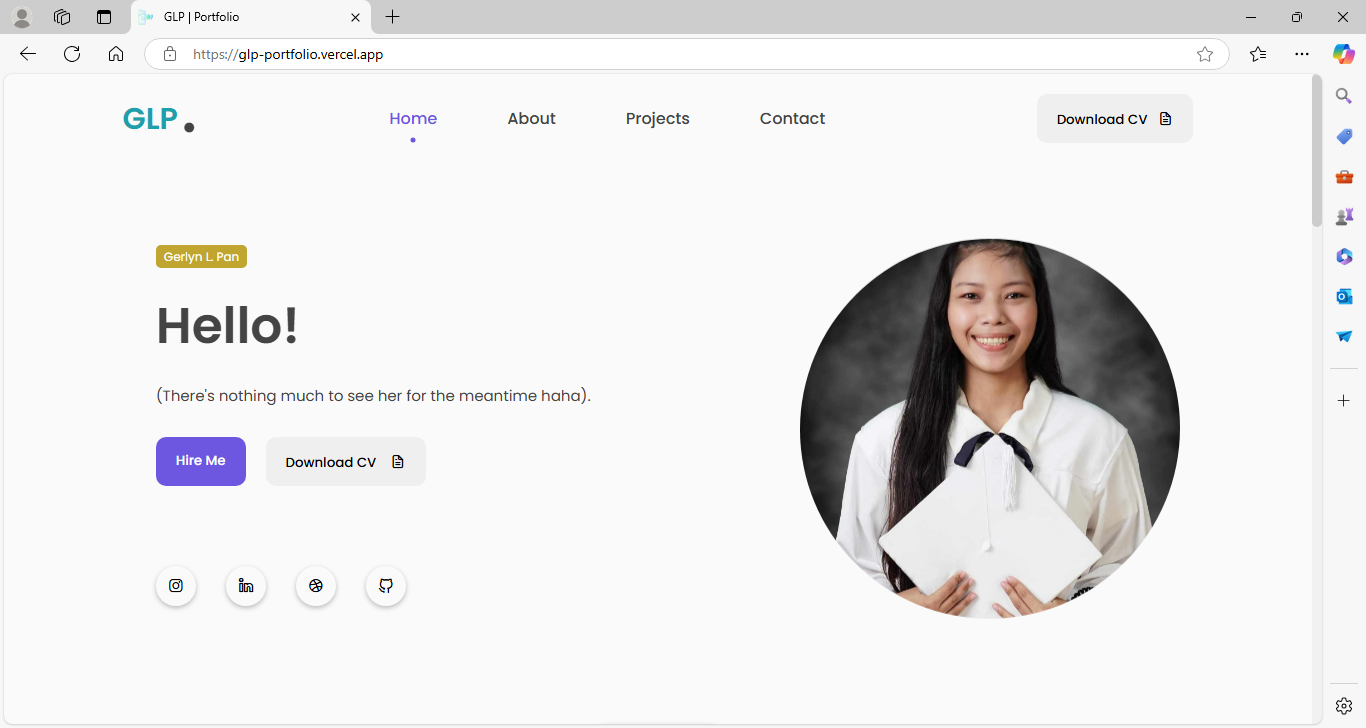 GLP | Portfolio
https://glp-portfolio.vercel.app
GLP .
Home
About
Projects
Contact
Download CV
Gerlyn L. Pan
Hello!
(There's nothing much to see her for the meantime haha).
Hire Me
Download CV